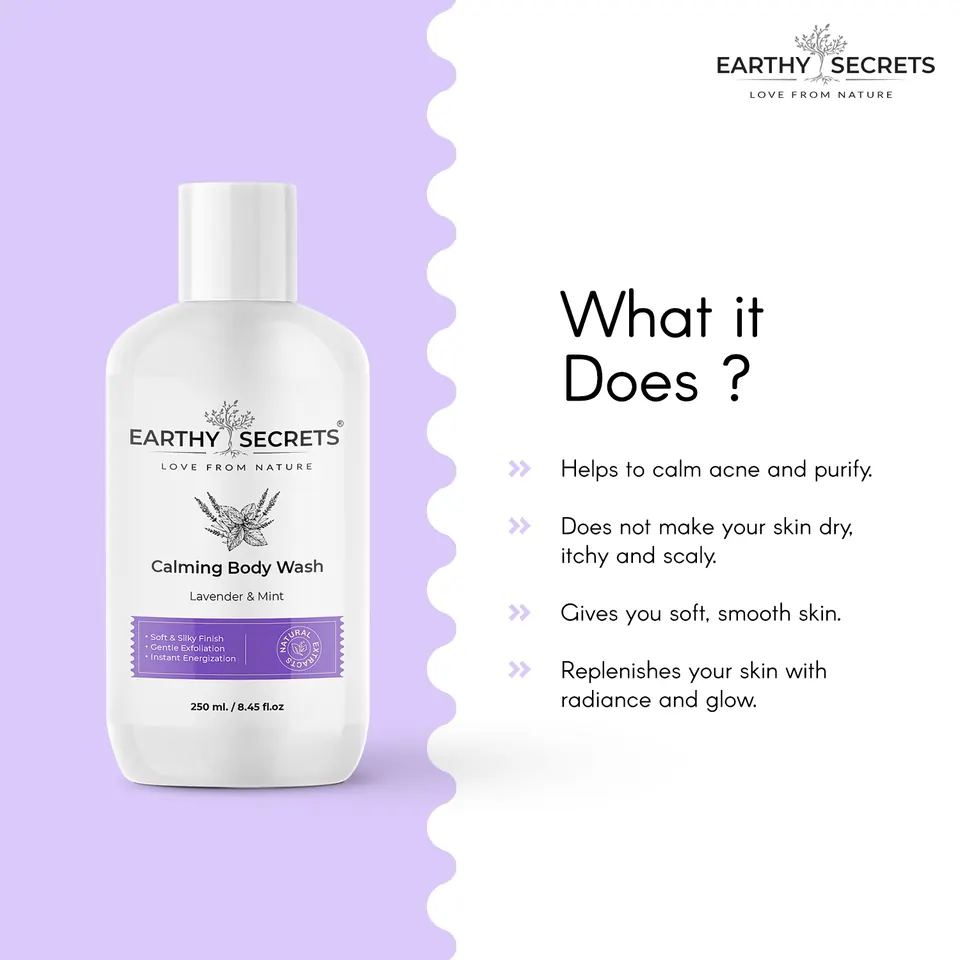 EARTHY SECRETS
LOVE FROM NATURE
EARTHY SECRETS®
LOVE FROM NATURE
Calming Body Wash
Lavender & Mint
• Soft & Silky Finish
• Gentle Exfoliation
• Instant Energization
NATURAL EXTRACTS
250 ml. / 8.45 fl.oz
What it
Does ?
Helps to calm acne and purify.
Does not make your skin dry,
itchy and scaly.
Gives you soft, smooth skin.
Replenishes your skin with
radiance and glow.